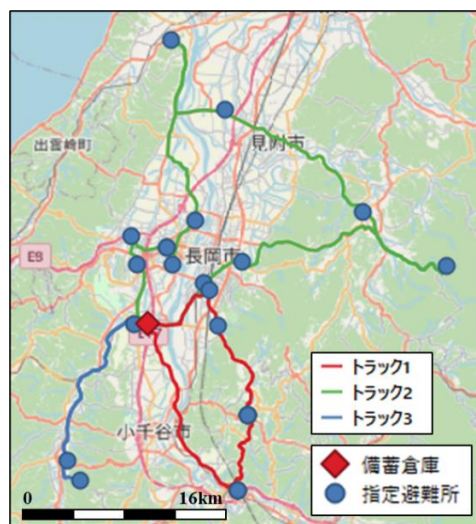 出雲崎町
見附市
E8
長岡市
小千谷市
トラック1
トラック2
トラック3
備蓄倉庫
指定避難所
0 16km